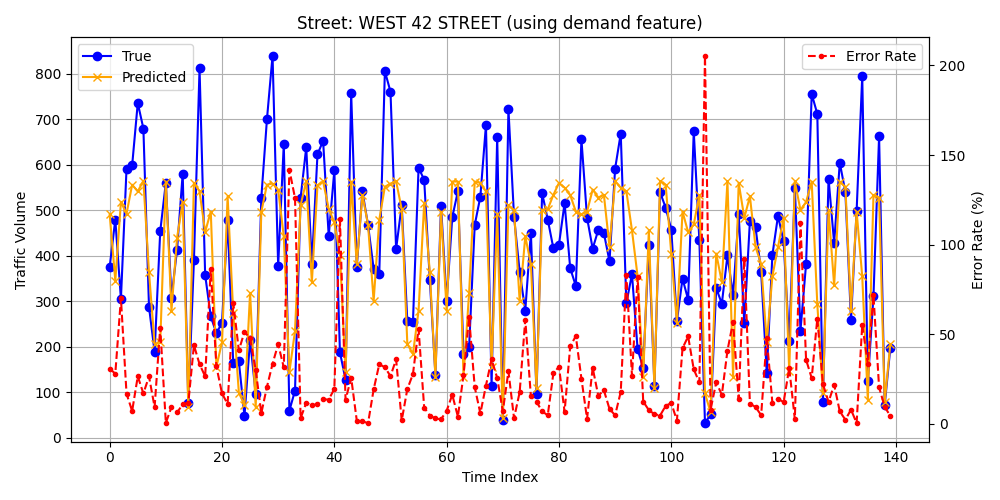 Street: WEST 42 STREET (using demand feature)
True
Predicted
Error Rate
Traffic Volume
800
700
600
500
400
300
200
100
0
200
150
100
50
0
Error Rate (%)
0 20 40 60 80 100 120 140
Time Index